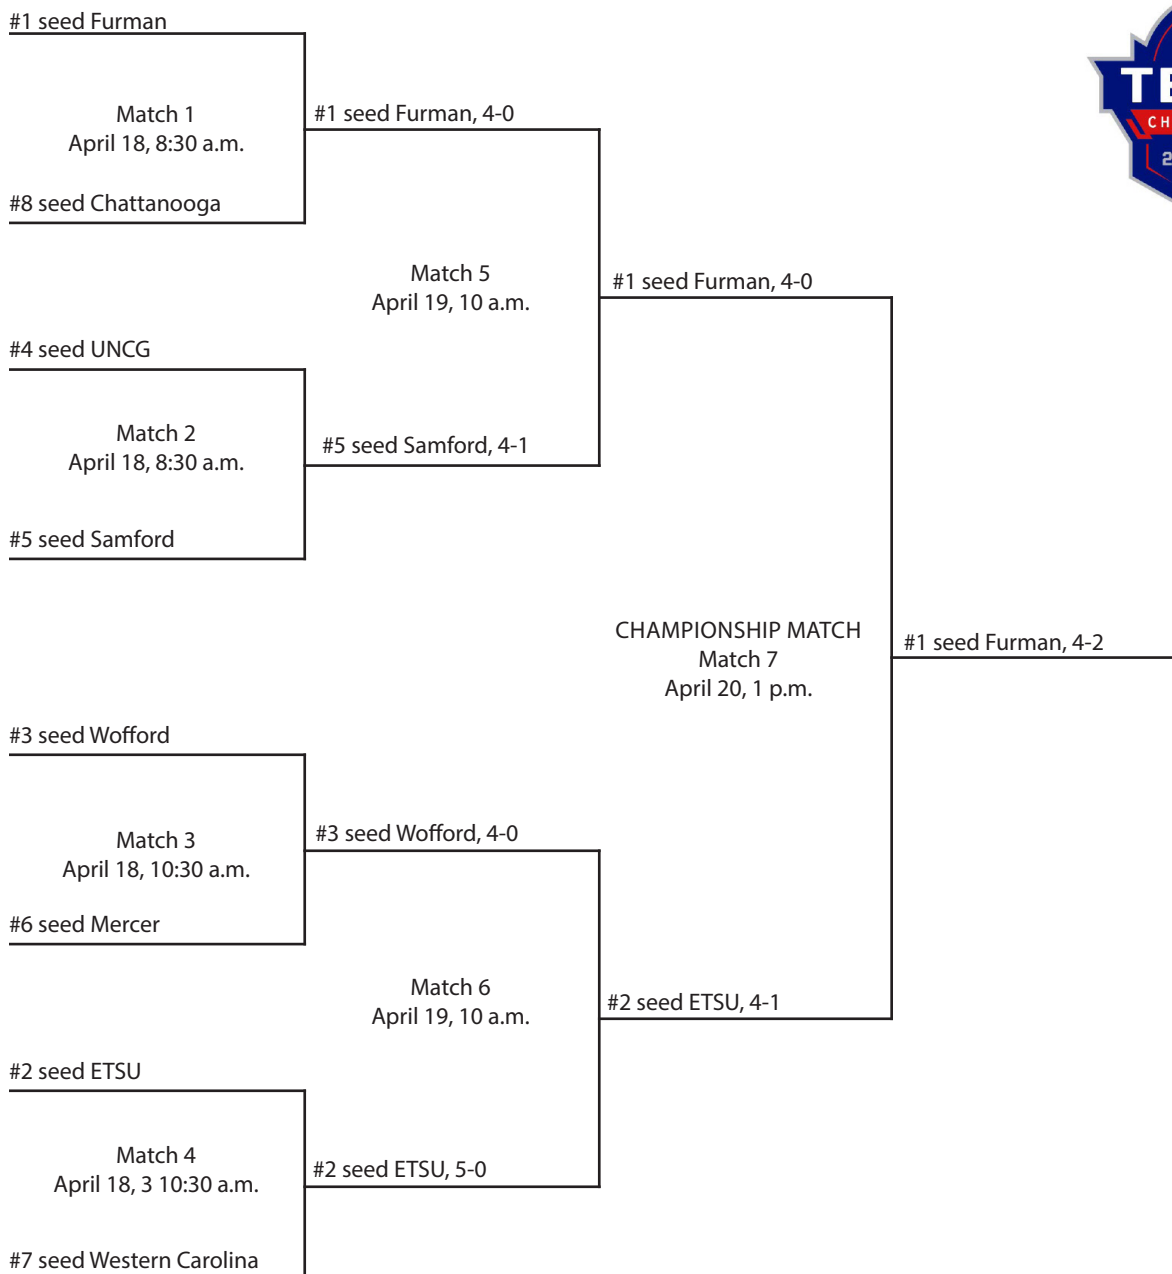 #1 seed Furman
Match 1
April 18, 8:30 a.m.
#1 seed Furman, 4-0
#8 seed Chattanooga
Match 5
April 19, 10 a.m.
#1 seed Furman, 4-0
#4 seed UNCG
Match 2
April 18, 8:30 a.m.
#5 seed Samford, 4-1
#5 seed Samford
CHAMPIONSHIP MATCH
Match 7
April 20, 1 p.m.
#1 seed Furman, 4-2
#3 seed Wofford
Match 3
April 18, 10:30 a.m.
#3 seed Wofford, 4-0
#6 seed Mercer
Match 6
April 19, 10 a.m.
#2 seed ETSU, 4-1
#2 seed ETSU
Match 4
April 18, 3 10:30 a.m.
#2 seed ETSU, 5-0
#7 seed Western Carolina